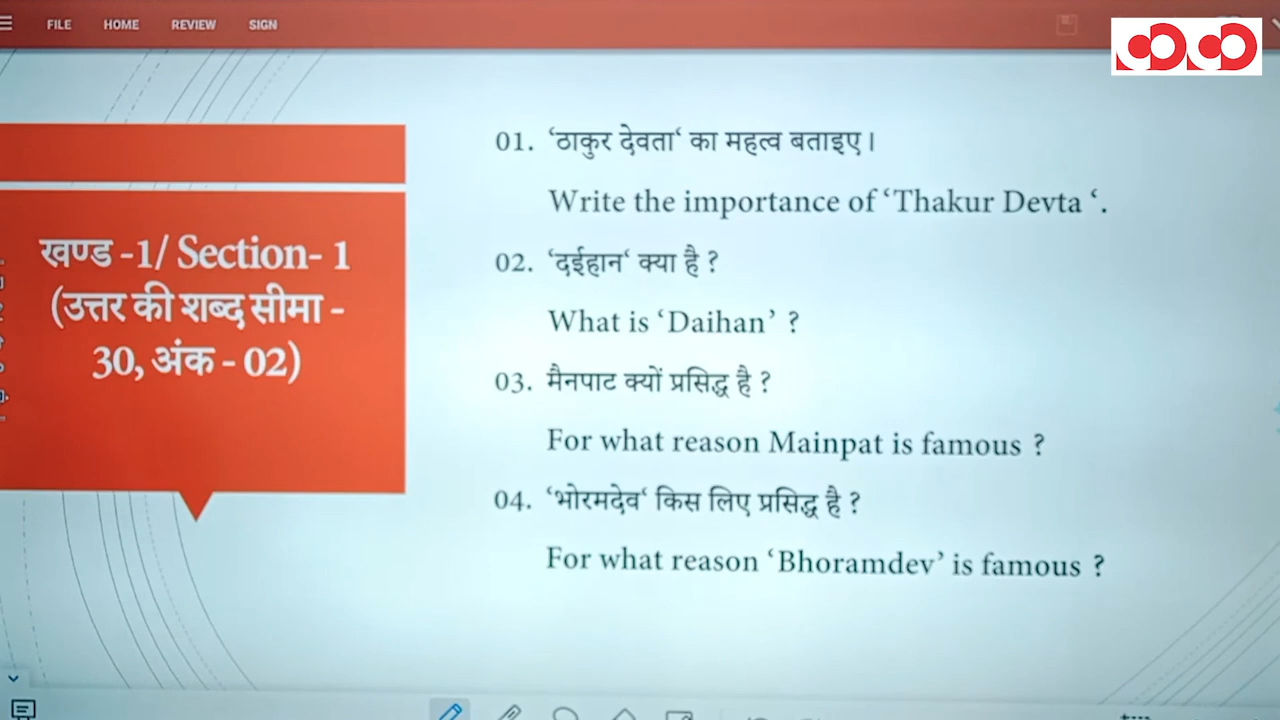 FILE HOME REVIEW SIGN
खण्ड -1/ Section- 1
(उत्तर की शब्द सीमा -
30, अंक - 02)
01. ‘ठाकुर देवता‘ का महत्व बताइए।
Write the importance of ‘Thakur Devta ‘.
02. ‘दईहान‘ क्या है ?
What is ‘Daihan’ ?
03. मैनपाट क्यों प्रसिद्ध है ?
For what reason Mainpat is famous ?
04. ‘भोरमदेव‘ किस लिए प्रसिद्ध है ?
For what reason ‘Bhoramdev’ is famous ?